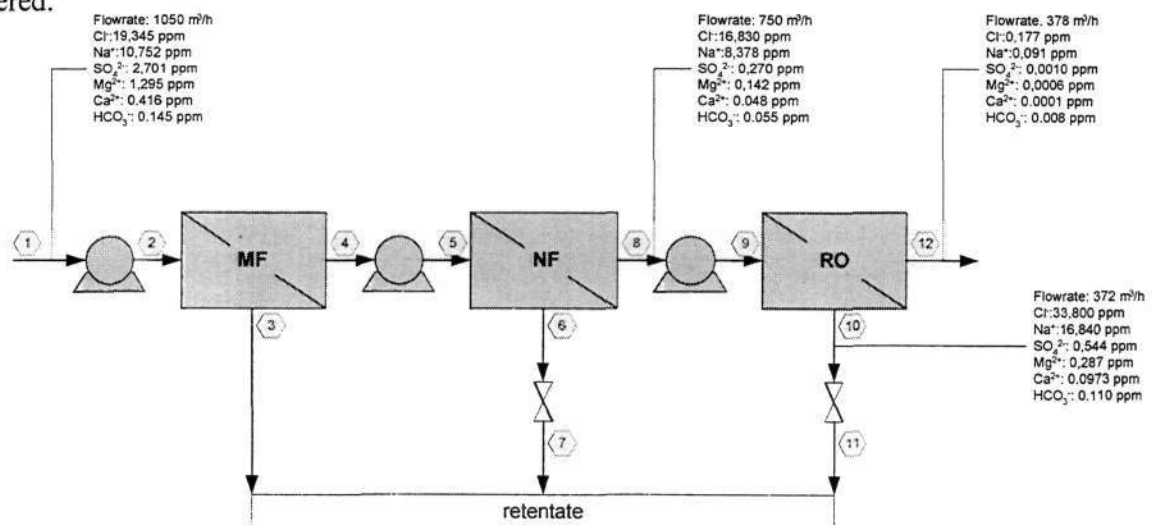 ered.
Flowrate: 1050 m³/h
Cl⁻:19,345 ppm
Na⁺:10,752 ppm
SO₄²⁻: 2,701 ppm
Mg²⁺: 1,295 ppm
Ca²⁺: 0.416 ppm
HCO₃⁻: 0.145 ppm
Flowrate: 750 m³/h
Cl⁻:16,830 ppm
Na⁺:8,378 ppm
SO₄²⁻: 0,270 ppm
Mg²⁺: 0,142 ppm
Ca²⁺: 0.048 ppm
HCO₃⁻: 0.055 ppm
Flowrate. 378 m³/h
Cl⁻:0,177 ppm
Na⁺:0,091 ppm
SO₄²⁻: 0,0010 ppm
Mg²⁺: 0,0006 ppm
Ca²⁺: 0.0001 ppm
HCO₃⁻: 0.008 ppm
1
2
MF
4
5
NF
8
9
RO
12
3
6
10
Flowrate: 372 m³/h
Cl⁻:33,800 ppm
Na⁺:16,840 ppm
SO₄²⁻: 0,544 ppm
Mg²⁺: 0,287 ppm
Ca²⁺: 0.0973 ppm
HCO₃⁻: 0.110 ppm
7
11
retentate